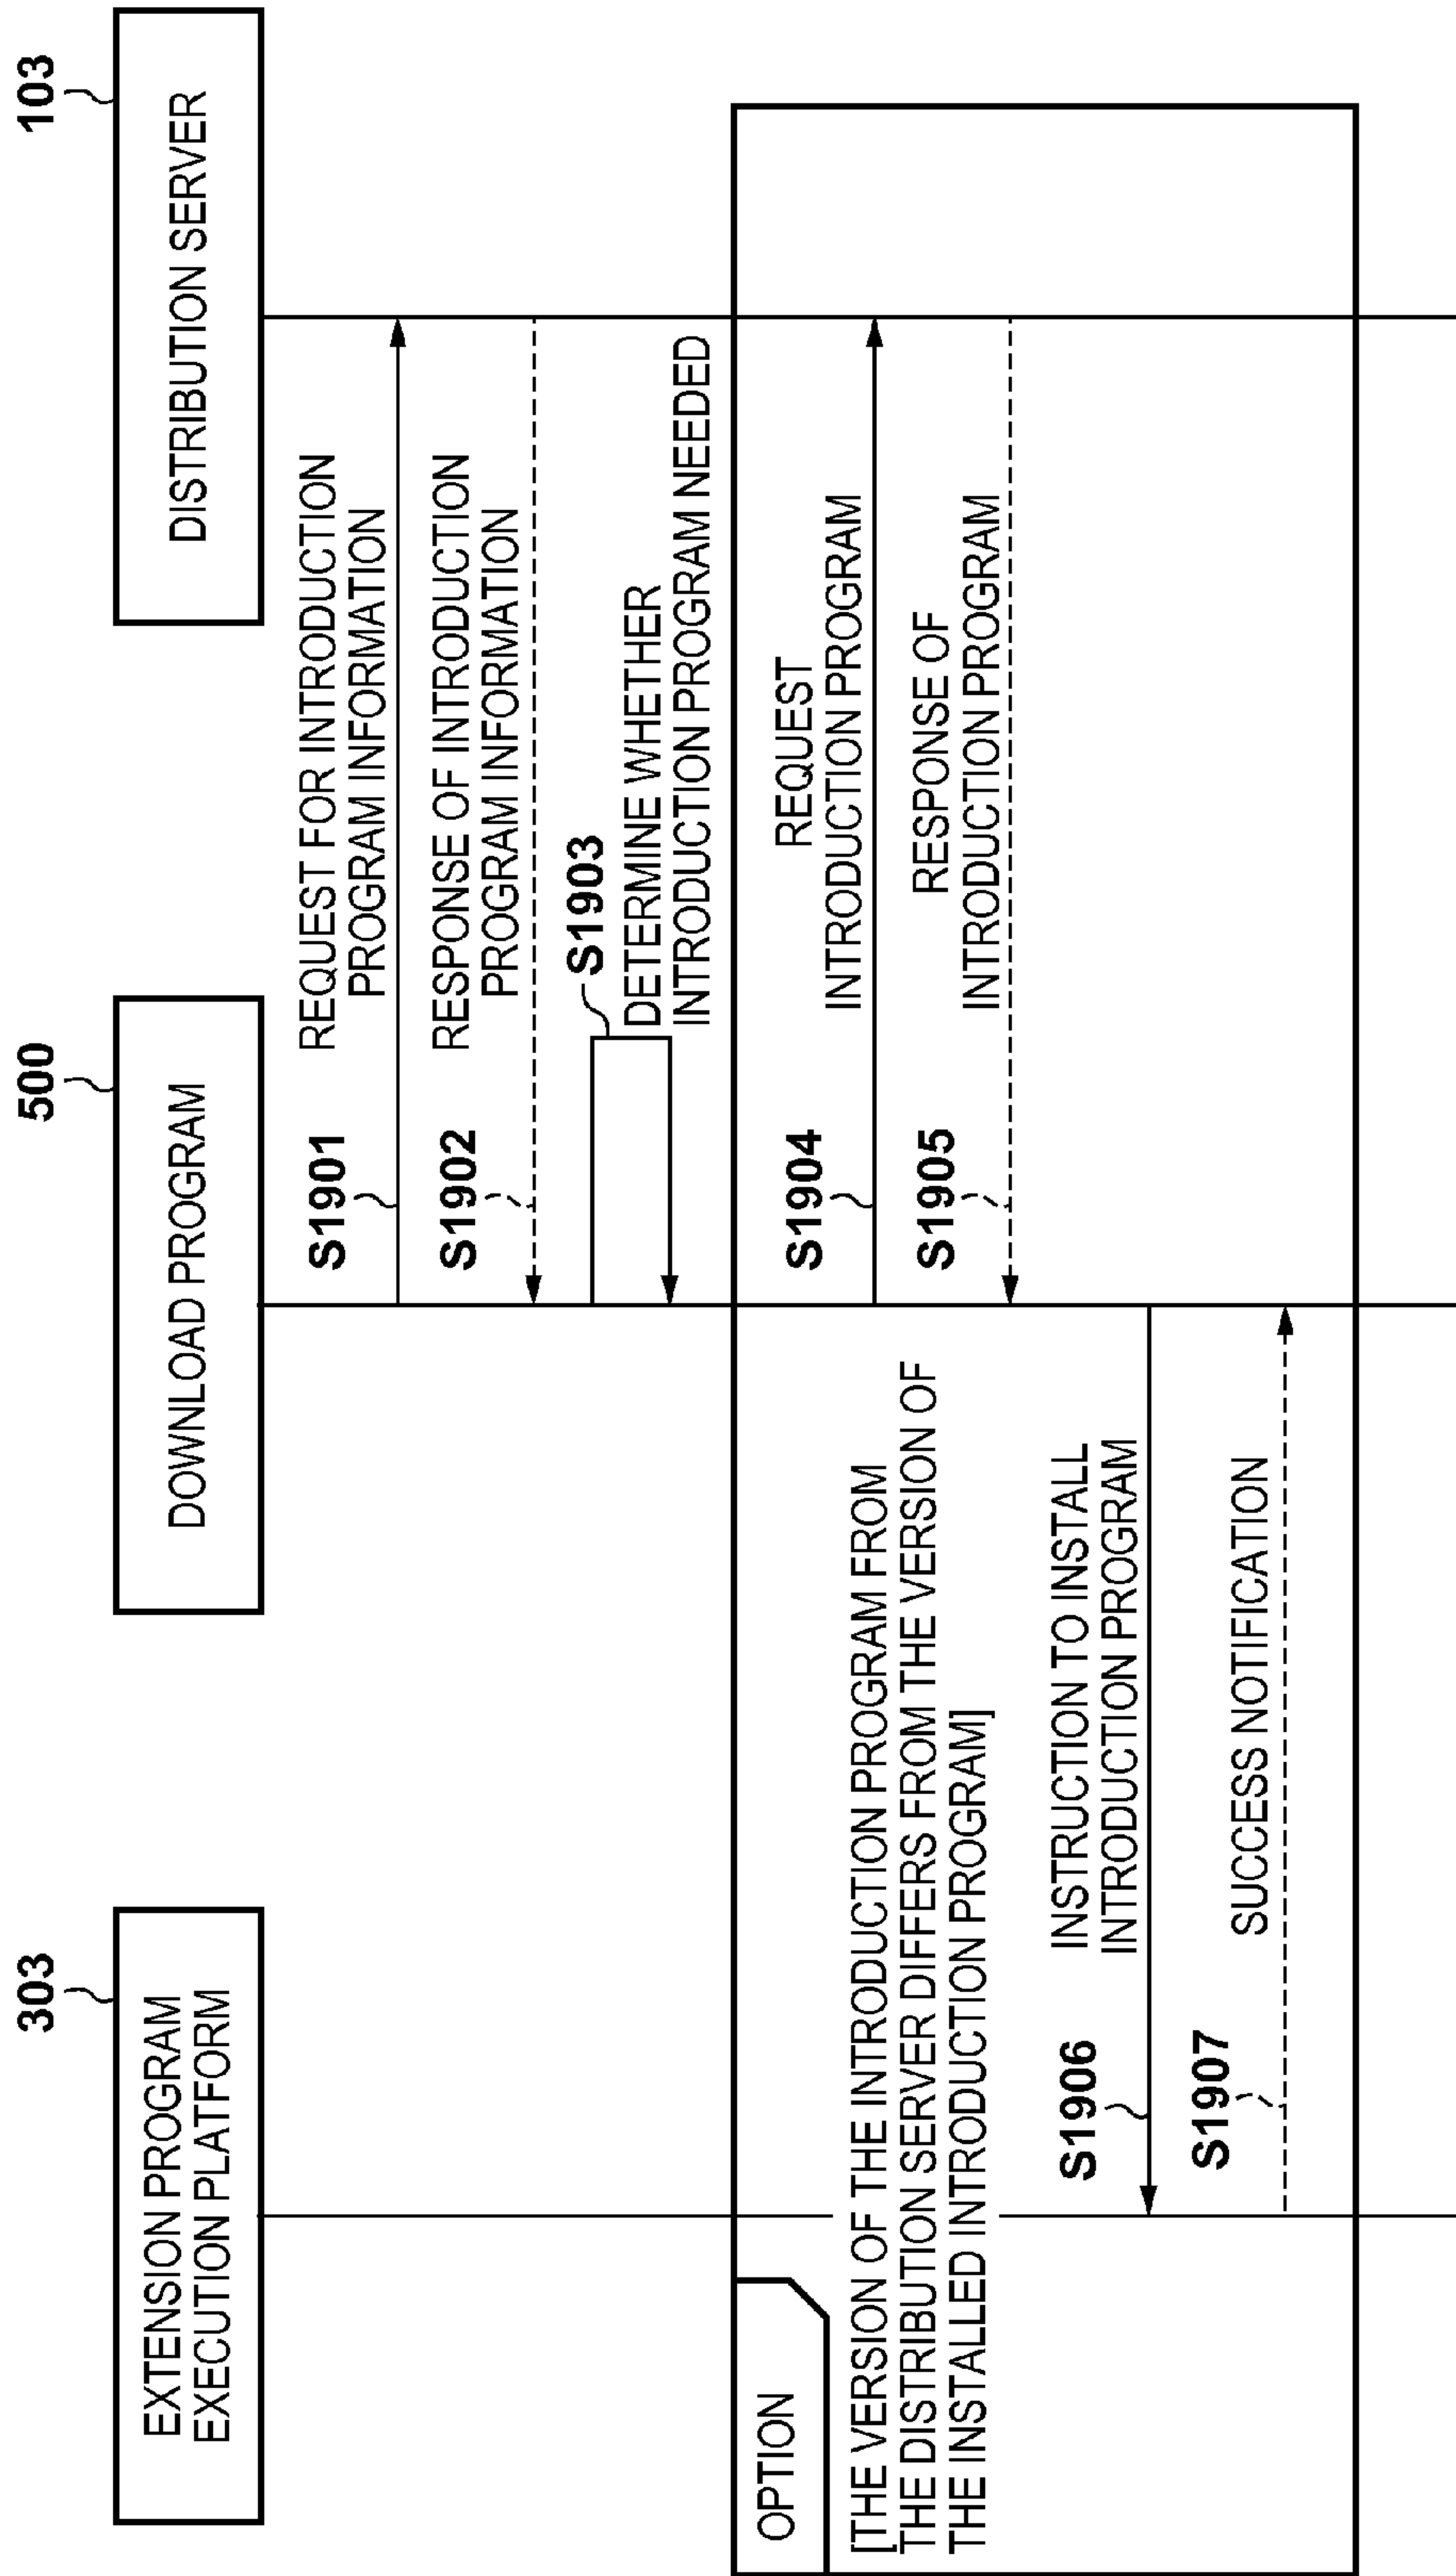 303
500
103
EXTENSION PROGRAM
EXECUTION PLATFORM
DOWNLOAD PROGRAM
DISTRIBUTION SERVER
S1901
REQUEST FOR INTRODUCTION
PROGRAM INFORMATION
S1902
RESPONSE OF INTRODUCTION
PROGRAM INFORMATION
S1903
DETERMINE WHETHER
INTRODUCTION PROGRAM NEEDED
OPTION
[THE VERSION OF THE INTRODUCTION PROGRAM FROM
THE DISTRIBUTION SERVER DIFFERS FROM THE VERSION OF
THE INSTALLED INTRODUCTION PROGRAM]
S1904
REQUEST
INTRODUCTION PROGRAM
S1905
RESPONSE OF
INTRODUCTION PROGRAM
S1906
INSTRUCTION TO INSTALL
INTRODUCTION PROGRAM
S1907
SUCCESS NOTIFICATION